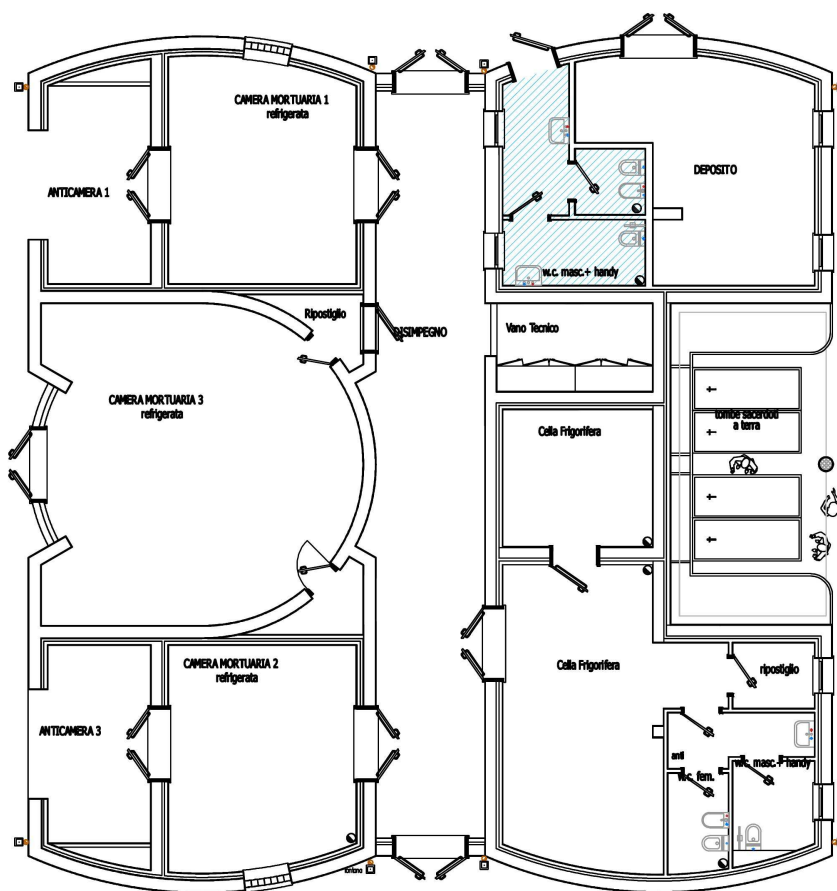 CAMERA MORTUARIA 1
refrigerata
ANTICAMERA 1
DEPOSITO
w.c. masc.+ handy
Ripostiglio
DISIMPEGNO
Vano Tecnico
CAMERA MORTUARIA 3
refrigerata
Cella Frigorifera
tombe sacerdoti
a terra
CAMERA MORTUARIA 2
refrigerata
Cella Frigorifera
ripostiglio
ANTICAMERA 3
anti
w.c. fem.
w.c. masc.+ handy
fontana